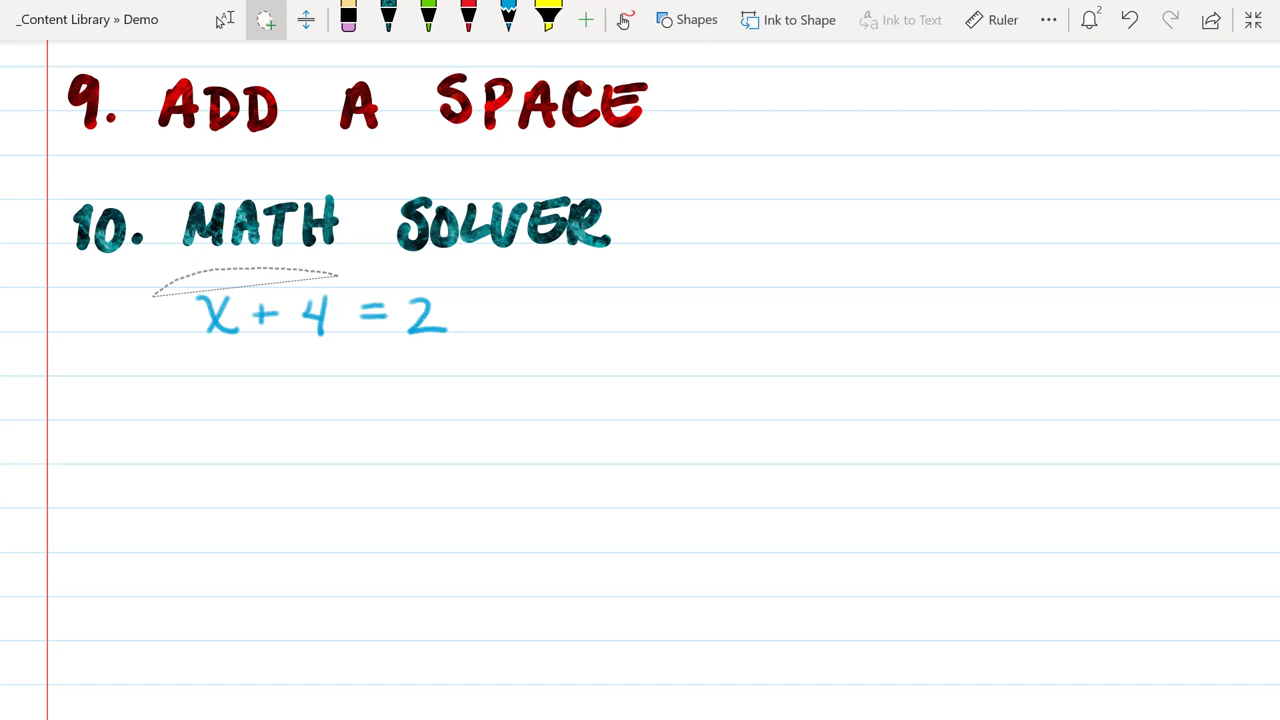 _Content Library » Demo Shapes Ink to Shape Ink to Text Ruler 2
9. ADD A SPACE
10. MATH SOLVER
x + 4 = 2